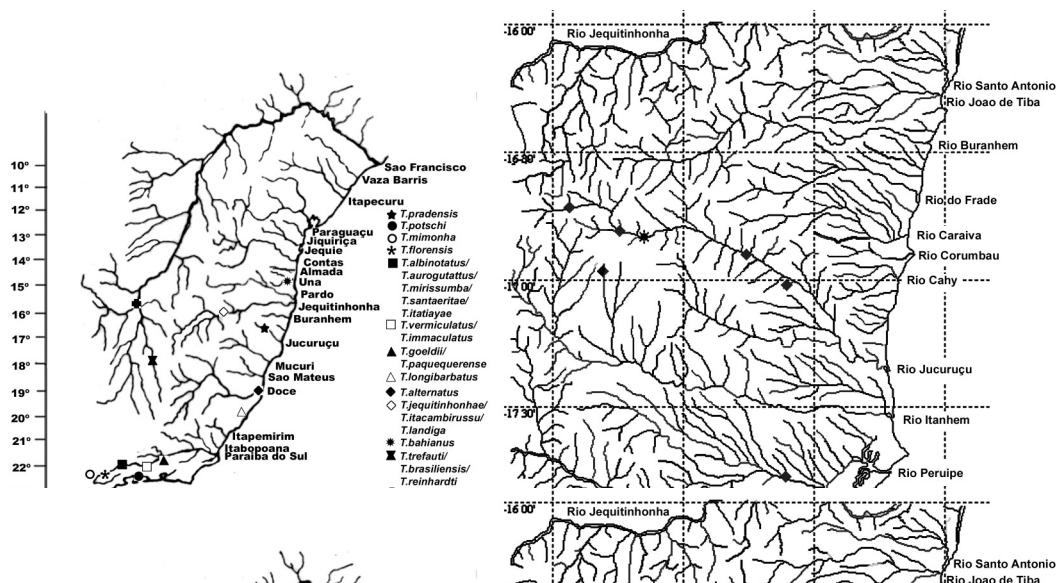 10°
11°
12°
13°
14°
15°
16°
17°
18°
19°
20°
21°
22°
Sao Francisco
Vaza Barris
Itapecuru
Paraguaçu
Jiquiriça
Jequie
Contas
Almada
Una
Pardo
Jequitinhonha
Buranhem
Jucuruçu
Mucuri
Sao Mateus
Doce
Itapemirim
Itabopoana
Paraiba do Sul
T.pradensis
T.potschi
T.mimonha
T.florensis
T.albinotatus/
T.aurogutattus/
T.mirissumba/
T.santaeritae/
T.itatiayae
T.vermiculatus/
T.immaculatus
T.goeldii/
T.paquequerense
T.longibarbatus
T.alternatus
T.jequitinhonhae/
T.itacambirussu/
T.landiga
T.bahianus
T.trefauti/
T.brasiliensis/
T.reinhardti
-16 00'
Rio Jequitinhonha
Rio Santo Antonio
Rio Joao de Tiba
Rio Buranhem
-16 30'
Rio do Frade
Rio Caraiva
Rio Corumbau
Rio Cahy
Rio Jucuruçu
-17 30'
Rio Itanhem
Rio Peruipe
-16 00'
Rio Jequitinhonha
Rio Santo Antonio
Rio Joao de Tiba